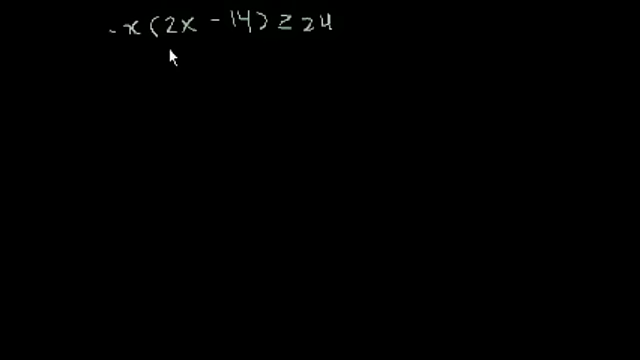 -x(2x - 14) ≥ 24